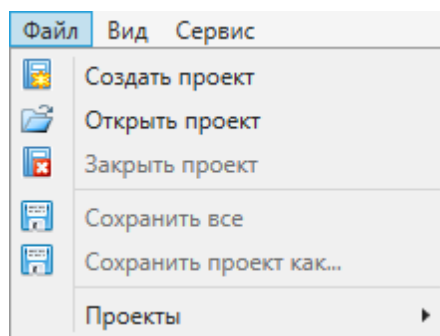 Файл Вид Сервис
Создать проект
Открыть проект
Закрыть проект
Сохранить все
Сохранить проект как...
Проекты